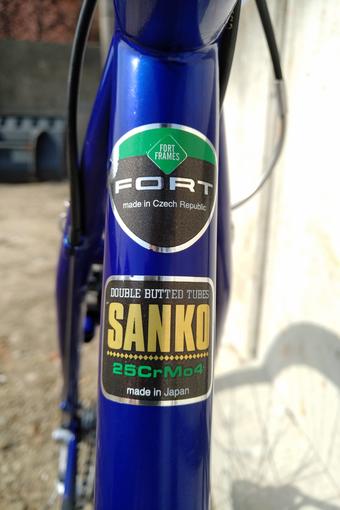 FORT
FRAMES
FORT
made in Czech Republic
DOUBLE BUTTED TUBES
SANKO
25CrMo4
made in Japan